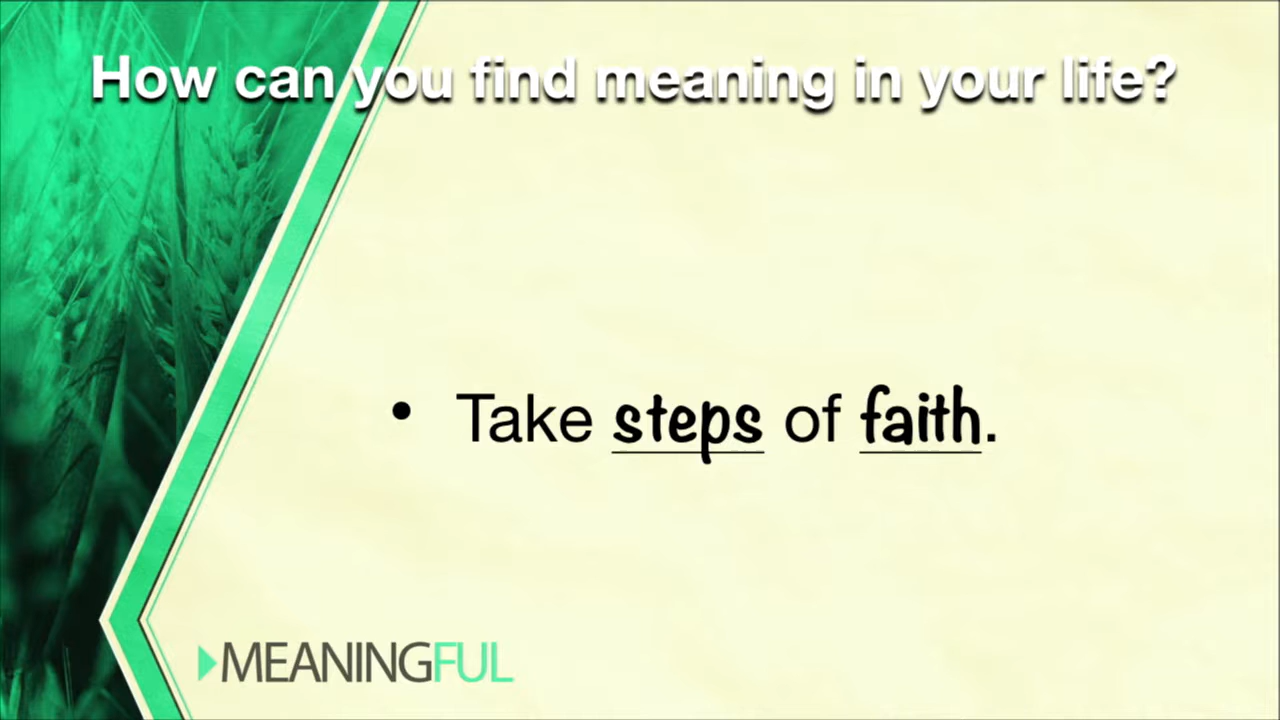 How can you find meaning in your life?
• Take steps of faith.
MEANINGFUL